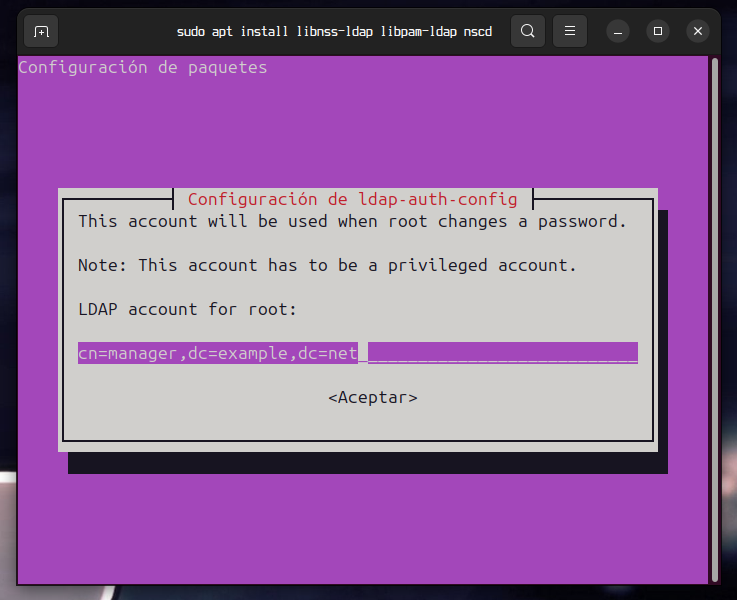 sudo apt install libnss-ldap libpam-ldap nscd
Configuración de paquetes
Configuración de ldap-auth-config
This account will be used when root changes a password.
Note: This account has to be a privileged account.
LDAP account for root:
cn=manager,dc=example,dc=net
<Aceptar>